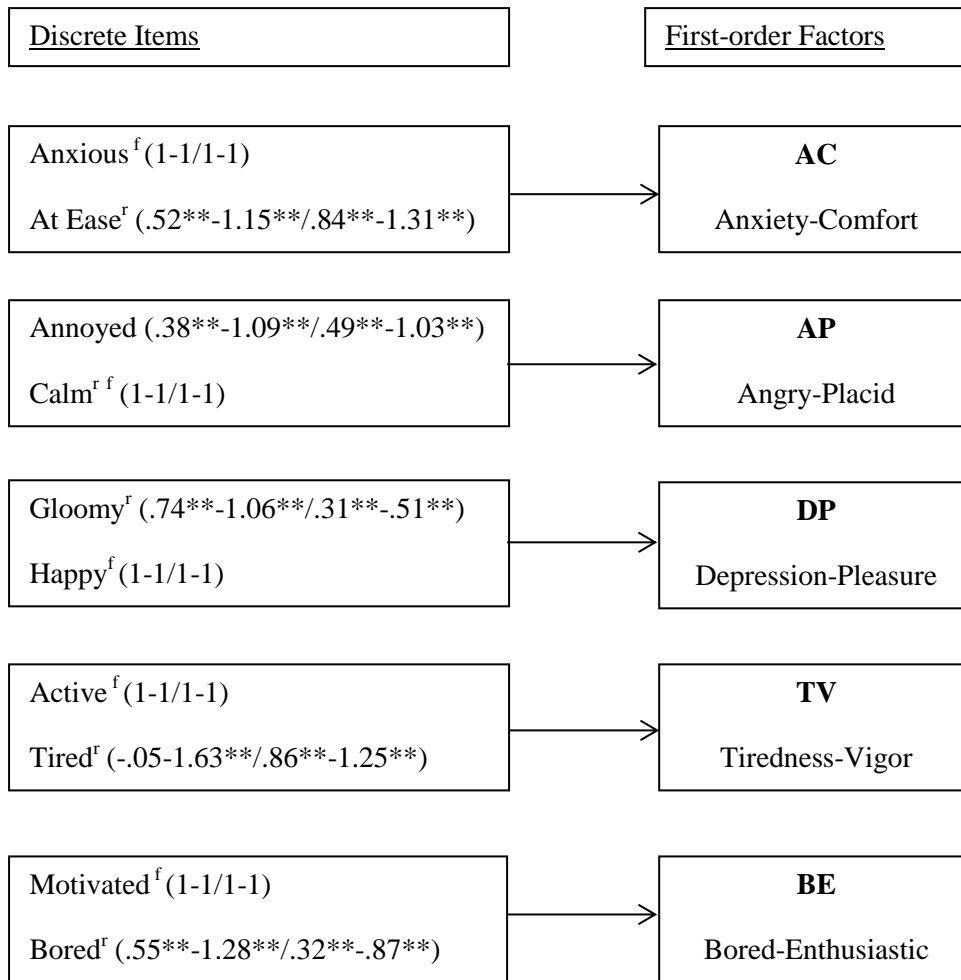 Discrete Items
First-order Factors
Anxious f (1-1/1-1)
At Ease r (.52**-1.15**/.84**-1.31**)
AC
Anxiety-Comfort
Annoyed (.38**-1.09**/.49**-1.03**)
Calm r f (1-1/1-1)
AP
Angry-Placid
Gloomy r (.74**-1.06**/.31**-.51**)
Happy f (1-1/1-1)
DP
Depression-Pleasure
Active f (1-1/1-1)
Tired r (-.05-1.63**/.86**-1.25**)
TV
Tiredness-Vigor
Motivated f (1-1/1-1)
Bored r (.55**-1.28**/.32**-.87**)
BE
Bored-Enthusiastic